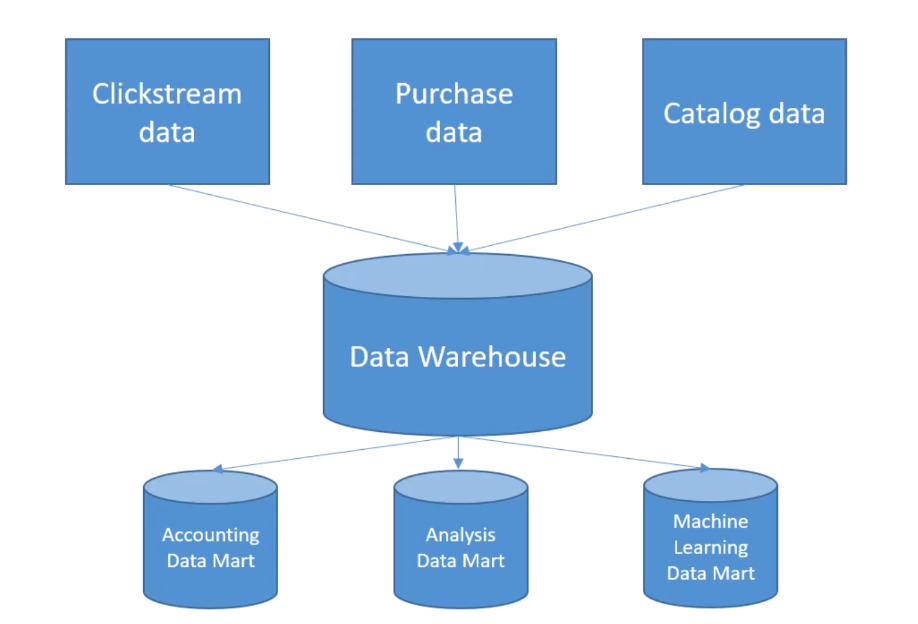 Clickstream
data
Purchase
data
Catalog data
Data Warehouse
Accounting
Data Mart
Analysis
Data Mart
Machine
Learning
Data Mart